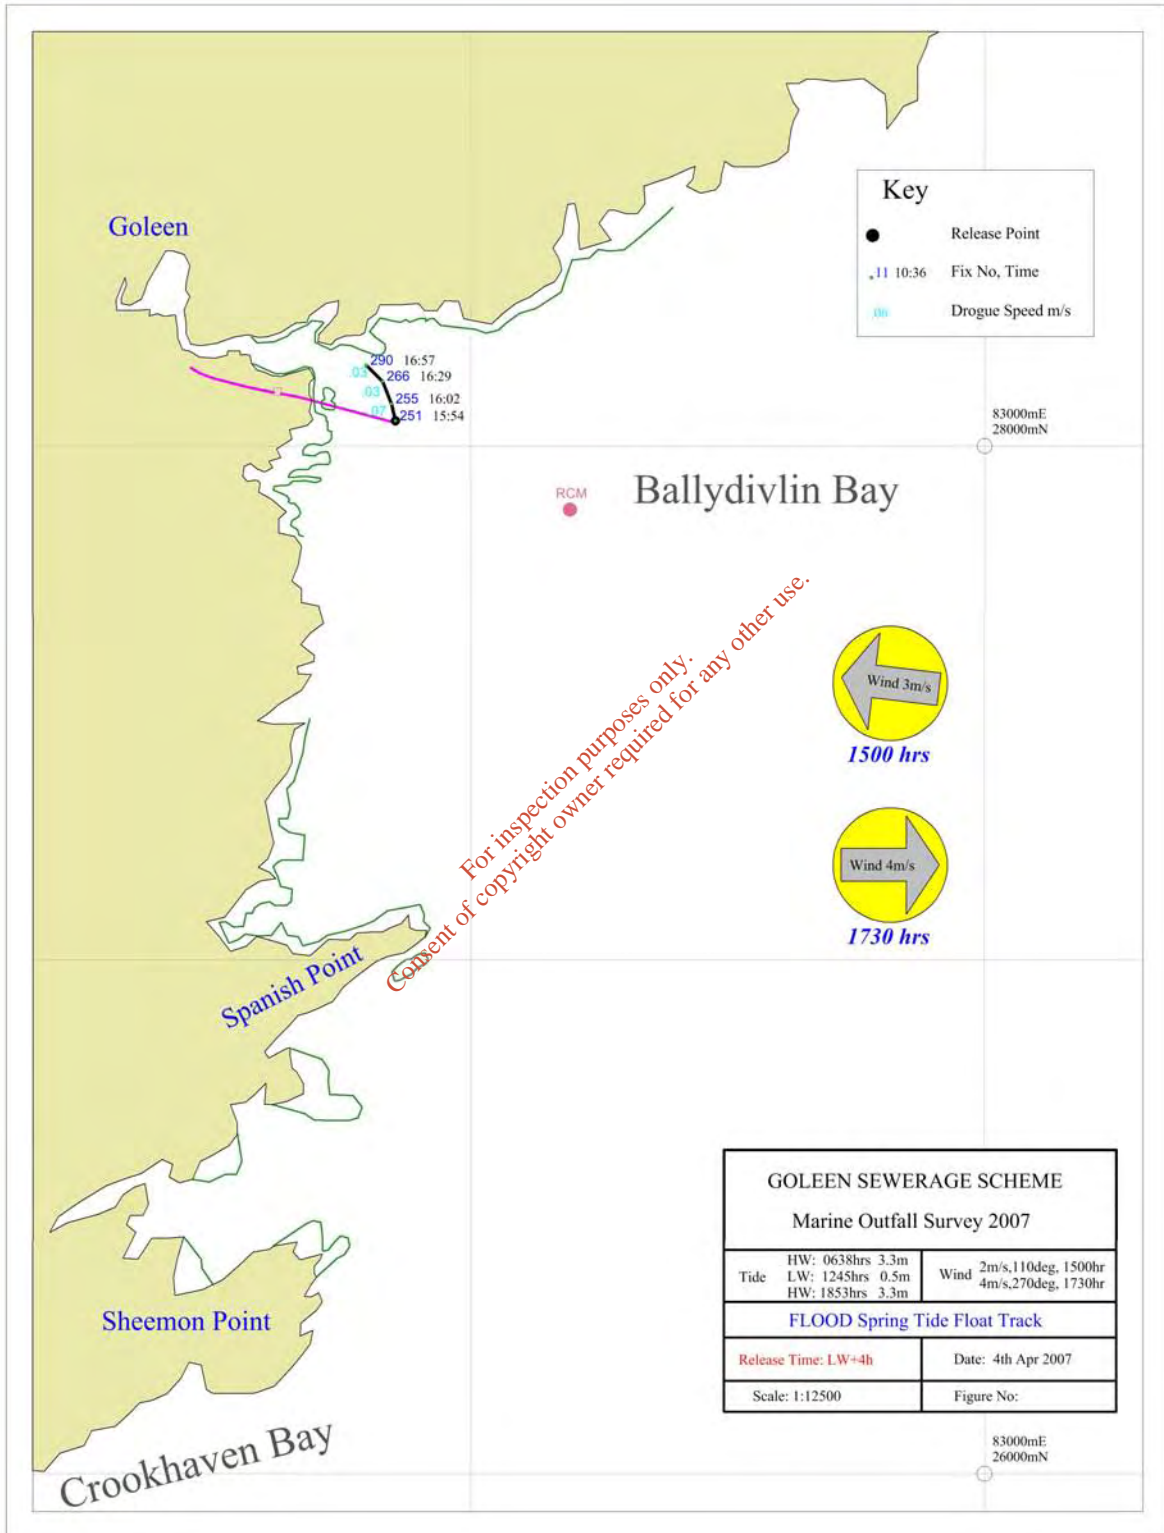 Key
Release Point
.11 10:36 Fix No, Time
.08 Drogue Speed m/s
Goleen
290 16:57
.03
266 16:29
.03
255 16:02
.07
251 15:54
83000mE
28000mN
RCM
Ballydivlin Bay
For inspection purposes only.
Consent of copyright owner required for any other use.
Wind 3m/s
1500 hrs
Wind 4m/s
1730 hrs
Spanish Point
Sheemon Point
Crookhaven Bay
GOLEEN SEWERAGE SCHEME
Marine Outfall Survey 2007
Tide
HW: 0638hrs 3.3m
LW: 1245hrs 0.5m
HW: 1853hrs 3.3m
Wind
2m/s,110deg, 1500hr
4m/s,270deg, 1730hr
FLOOD Spring Tide Float Track
Release Time: LW+4h
Date: 4th Apr 2007
Scale: 1:12500
Figure No:
83000mE
26000mN